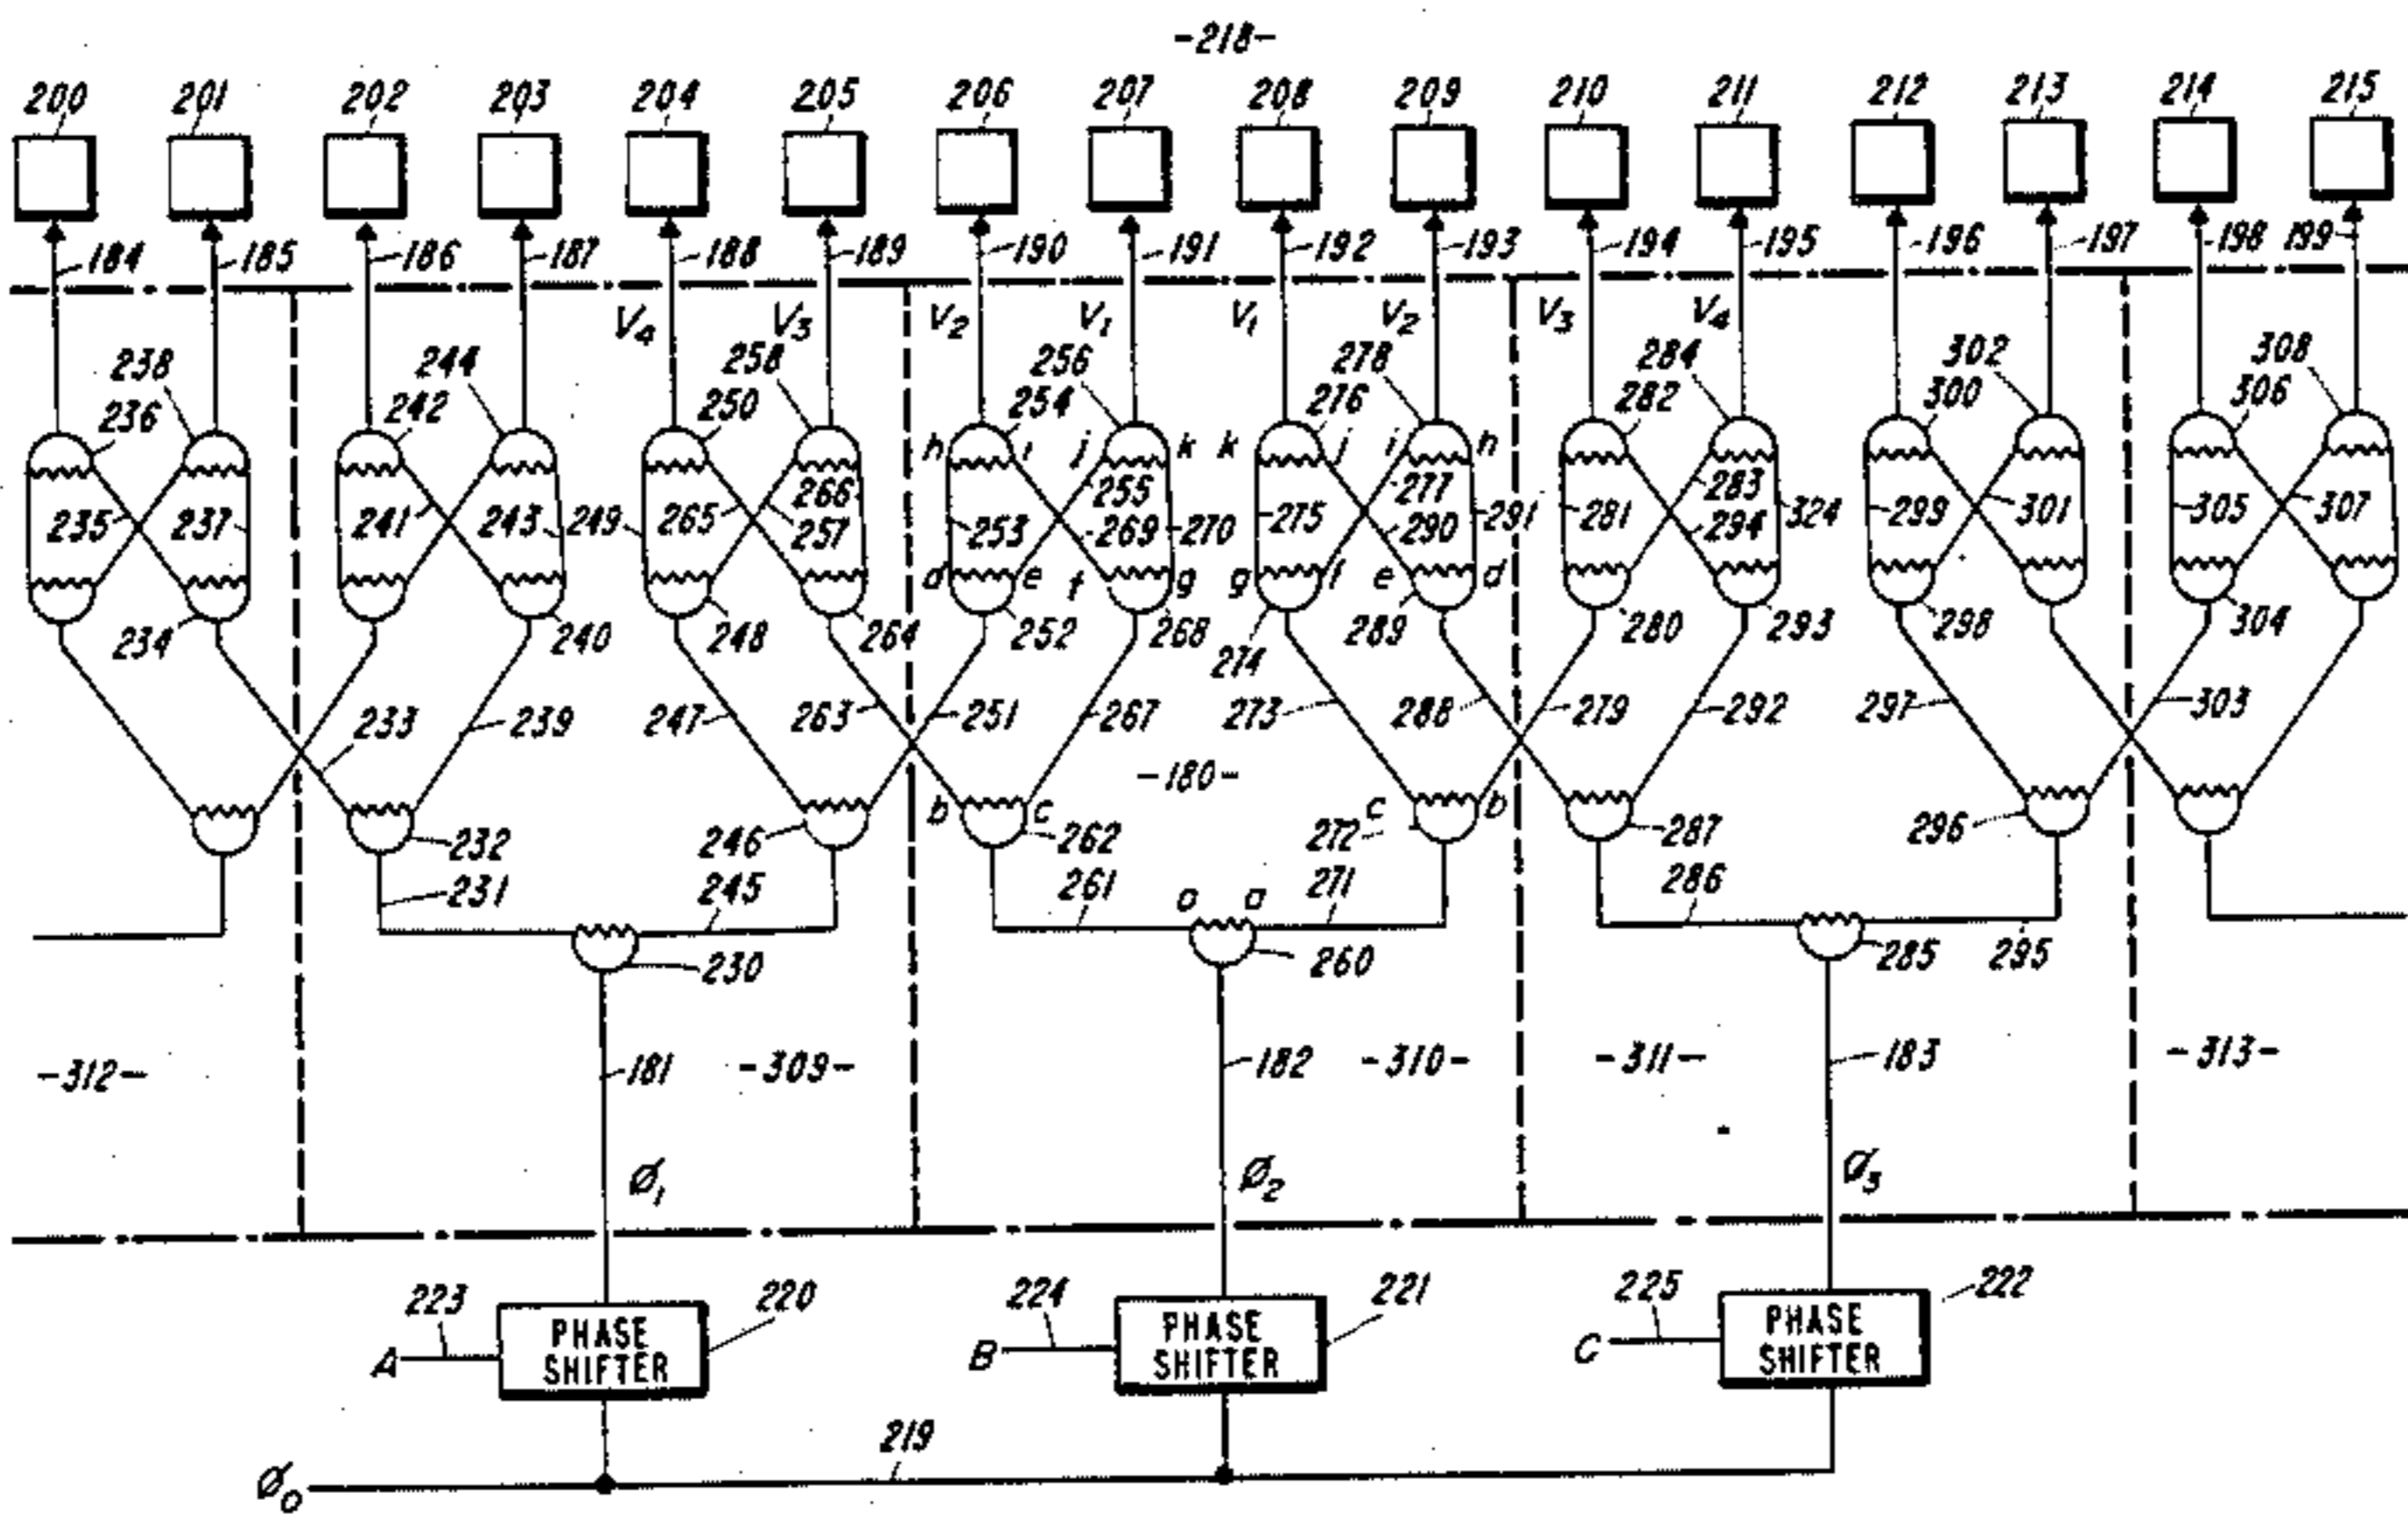 -218-
200 201 202 203 204 205 206 207 208 209 210 211 212 213 214 215
184 185 186 187 188 189 190 191 192 193 194 195 196 197 198 199
V4 V3 V2 V1 V1 V2 V3 V4
238 244 258 256 278 284 302 308
236 242 250 254 276 282 300 306
h i j k k j i h
235 237 241 243 249 265 266 257 253 255 269 270 275 277 290 291 281 283 294 324 299 301 305 307
d e f g g f e d
234 240 248 264 252 268 274 289 280 293 298 304
233 239 247 263 251 267 273 288 279 292 297 303
-180-
b c c b
232 246 262 272 287 296
231 245 261 271 286 295
a a
230 260 285
-312- 181 -309- 182 -310- -311- 183 -313-
Ø1 Ø2 Ø3
223 220 224 221 225 222
A PHASE SHIFTER B PHASE SHIFTER C PHASE SHIFTER
219
Ø0